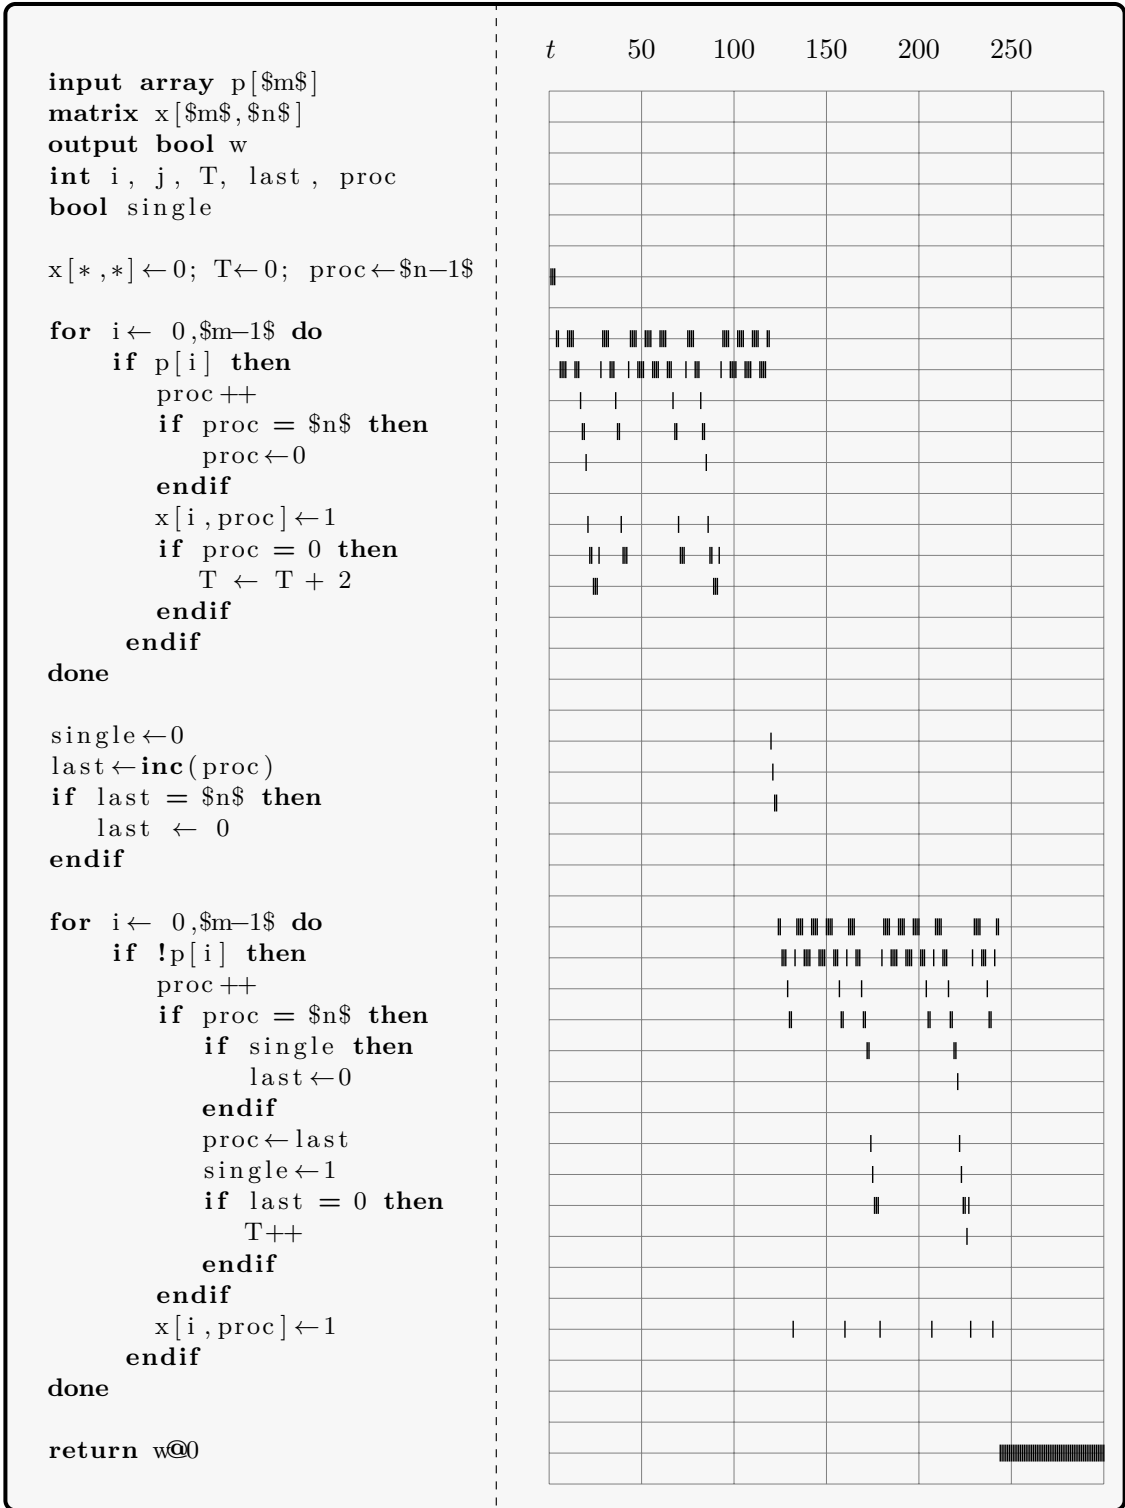 t 50 100 150 200 250
input array p[$m$]
matrix x[$m$,$n$]
output bool w
int i, j, T, last, proc
bool single
x[*,*]←0; T←0; proc←$n−1$
for i← 0,$m−1$ do
if p[i] then
proc++
if proc = $n$ then
proc←0
endif
x[i,proc]←1
if proc = 0 then
T ← T + 2
endif
endif
done
single←0
last←inc(proc)
if last = $n$ then
last ← 0
endif
for i← 0,$m−1$ do
if !p[i] then
proc++
if proc = $n$ then
if single then
last←0
endif
proc←last
single←1
if last = 0 then
T++
endif
endif
x[i,proc]←1
endif
done
return w@0